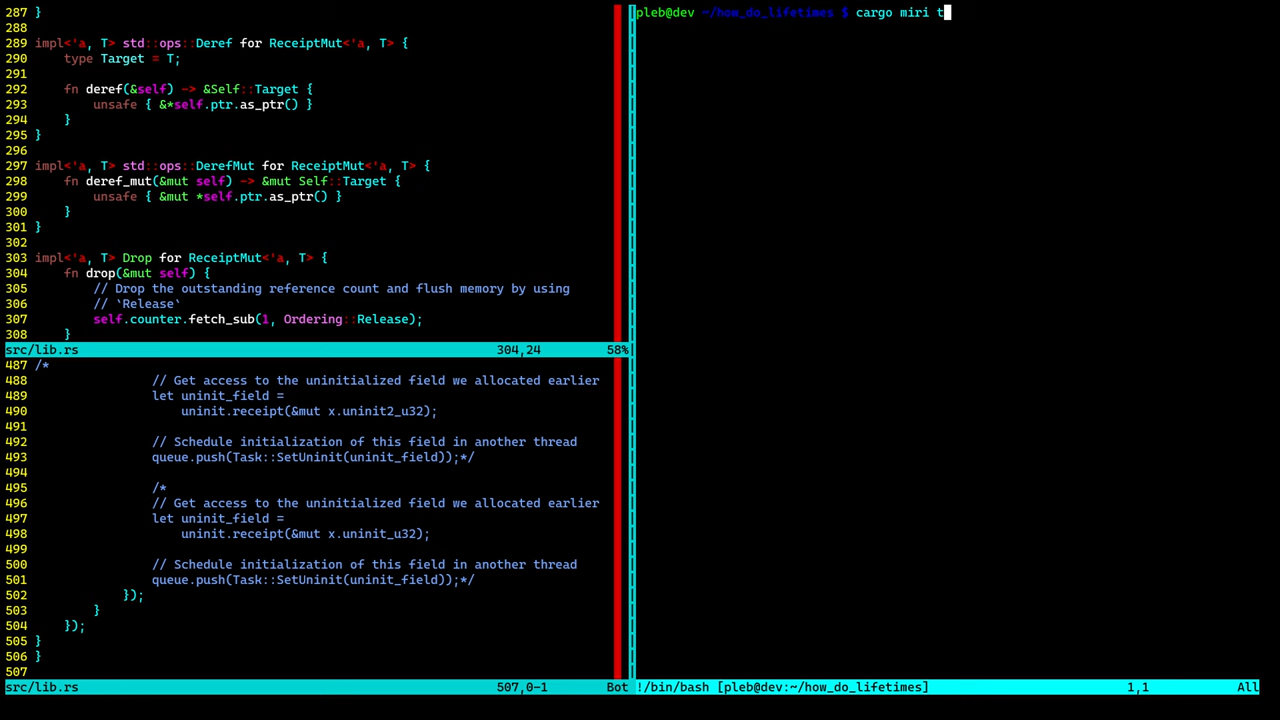 287 }
288
289 impl<'a, T> std::ops::Deref for ReceiptMut<'a, T> {
290     type Target = T;
291
292     fn deref(&self) -> &Self::Target {
293         unsafe { &*self.ptr.as_ptr() }
294     }
295 }
296
297 impl<'a, T> std::ops::DerefMut for ReceiptMut<'a, T> {
298     fn deref_mut(&mut self) -> &mut Self::Target {
299         unsafe { &mut *self.ptr.as_ptr() }
300     }
301 }
302
303 impl<'a, T> Drop for ReceiptMut<'a, T> {
304     fn drop(&mut self) {
305         // Drop the outstanding reference count and flush memory by using
306         // `Release`
307         self.counter.fetch_sub(1, Ordering::Release);
308     }
src/lib.rs 304,24 58%
487 /*
488                 // Get access to the uninitialized field we allocated earlier
489                 let uninit_field =
490                     uninit.receipt(&mut x.uninit2_u32);
491
492                 // Schedule initialization of this field in another thread
493                 queue.push(Task::SetUninit(uninit_field));*/
494
495                 /*
496                 // Get access to the uninitialized field we allocated earlier
497                 let uninit_field =
498                     uninit.receipt(&mut x.uninit_u32);
499
500                 // Schedule initialization of this field in another thread
501                 queue.push(Task::SetUninit(uninit_field));*/
502             });
503         }
504     });
505 }
506 }
507
src/lib.rs 507,0-1 Bot
pleb@dev ~/how_do_lifetimes $ cargo miri t
!/bin/bash [pleb@dev:~/how_do_lifetimes] 1,1 All